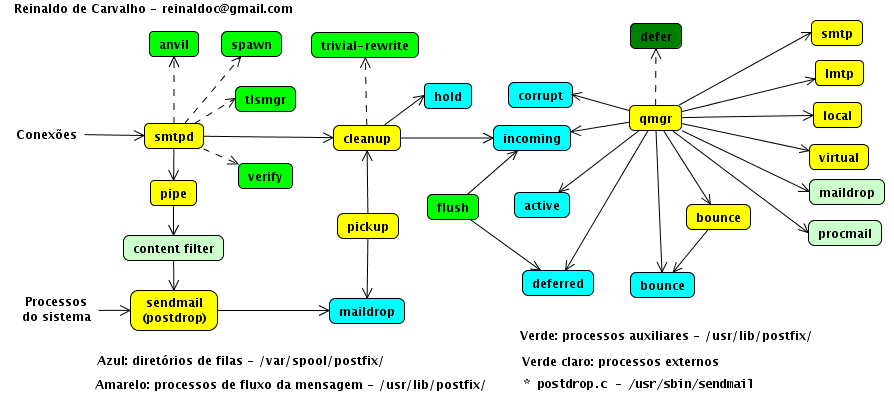 Reinaldo de Carvalho - reinaldoc@gmail.com
anvil
spawn
trivial-rewrite
defer
smtp
lmtp
tlsmgr
hold
corrupt
Conexões
smtpd
cleanup
incoming
qmgr
local
virtual
verify
pipe
flush
active
bounce
maildrop
procmail
pickup
content filter
deferred
bounce
Processos
do sistema
sendmail
(postdrop)
maildrop
Verde: processos auxiliares - /usr/lib/postfix/
Azul: diretórios de filas - /var/spool/postfix/
Verde claro: processos externos
Amarelo: processos de fluxo da mensagem - /usr/lib/postfix/
* postdrop.c - /usr/sbin/sendmail